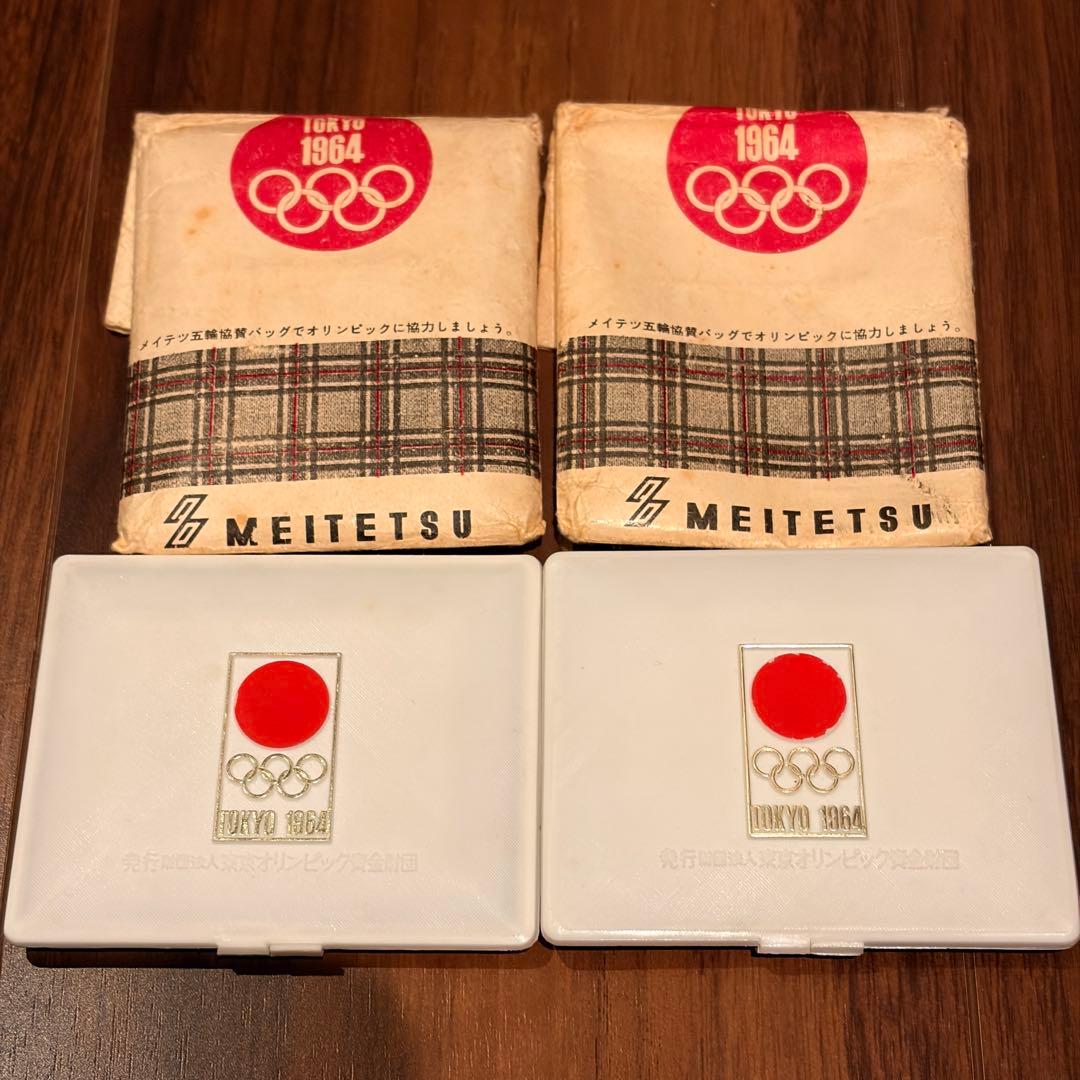 TOKYO
1964
メイテツ五輪協賛バッグでオリンピックに協力しましょう。
MEITETSU
TOKYO
1964
メイテツ五輪協賛バッグでオリンピックに協力しましょう。
MEITETSU
TOKYO 1964
発行財団法人東京オリンピック資金財団
TOKYO 1964
発行財団法人東京オリンピック資金財団